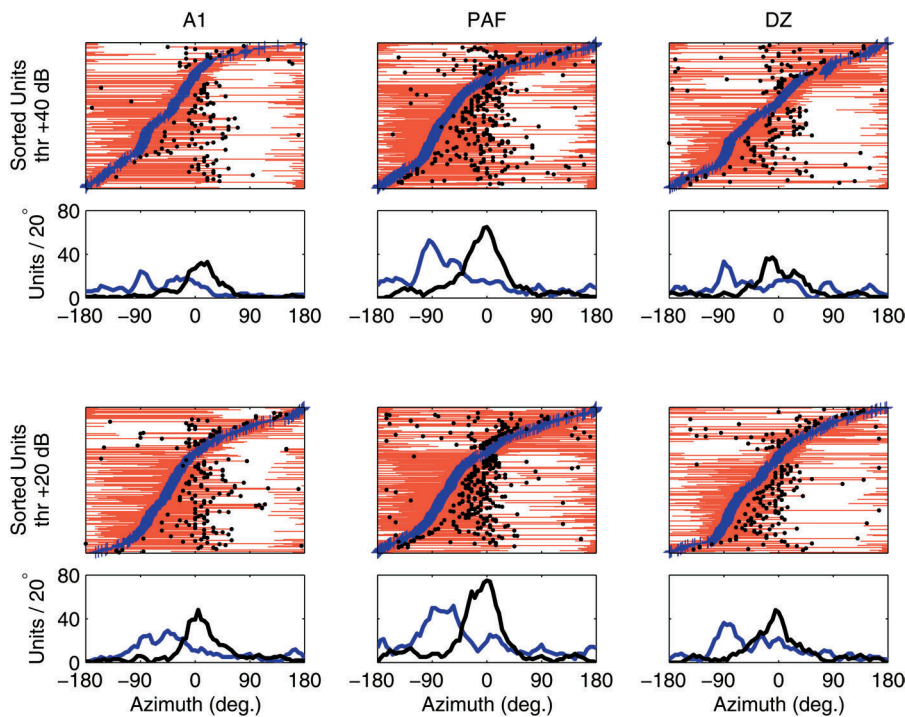 A1 PAF DZ
Sorted Units
thr +40 dB
Units / 20°
80
40
0
−180 −90 0 90 180 −180 −90 0 90 180 −180 −90 0 90 180
Sorted Units
thr +20 dB
Units / 20°
80
40
0
−180 −90 0 90 180 −180 −90 0 90 180 −180 −90 0 90 180
Azimuth (deg.) Azimuth (deg.) Azimuth (deg.)